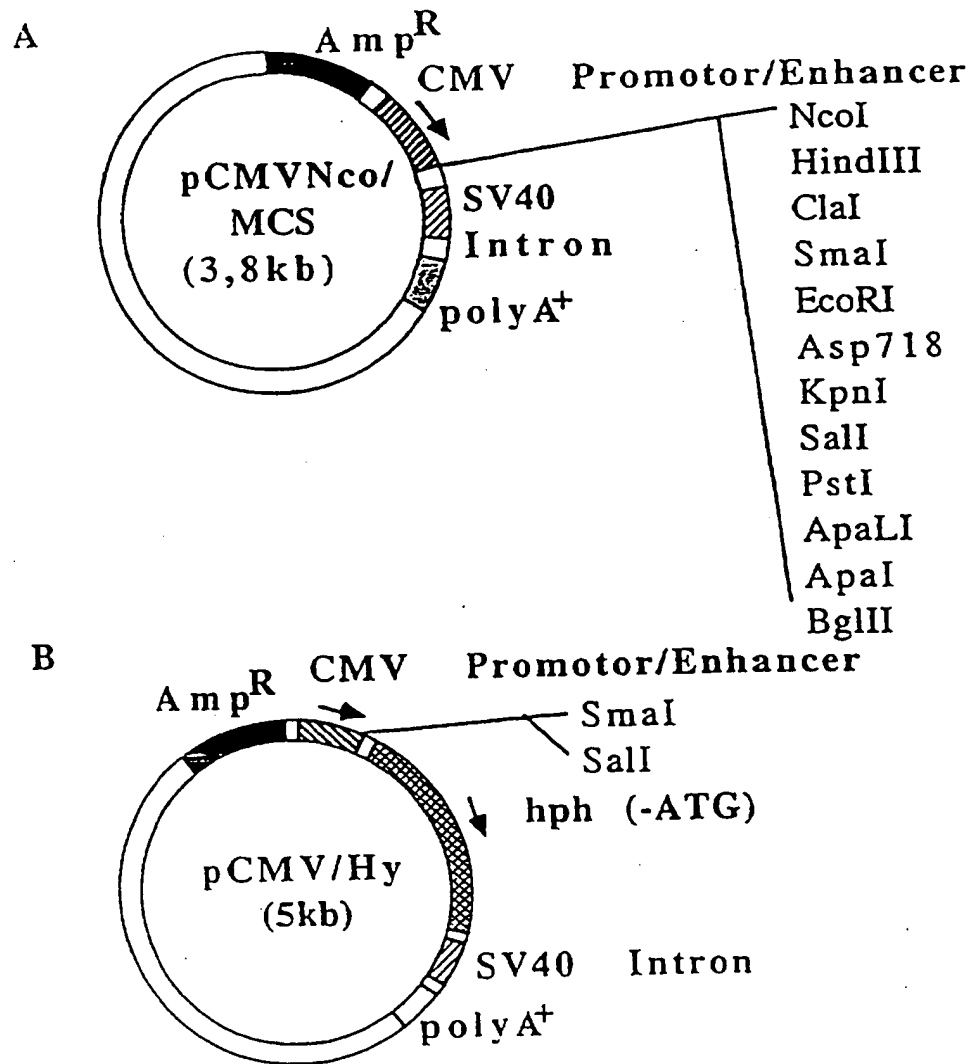 A
AmpR
CMV Promotor/Enhancer
NcoI
HindIII
ClaI
SmaI
EcoRI
Asp718
KpnI
SalI
PstI
ApaLI
ApaI
BglII
pCMVNco/
MCS
(3,8kb)
SV40
Intron
polyA+
B
AmpR
CMV Promotor/Enhancer
SmaI
SalI
hph (-ATG)
pCMV/Hy
(5kb)
SV40 Intron
polyA+